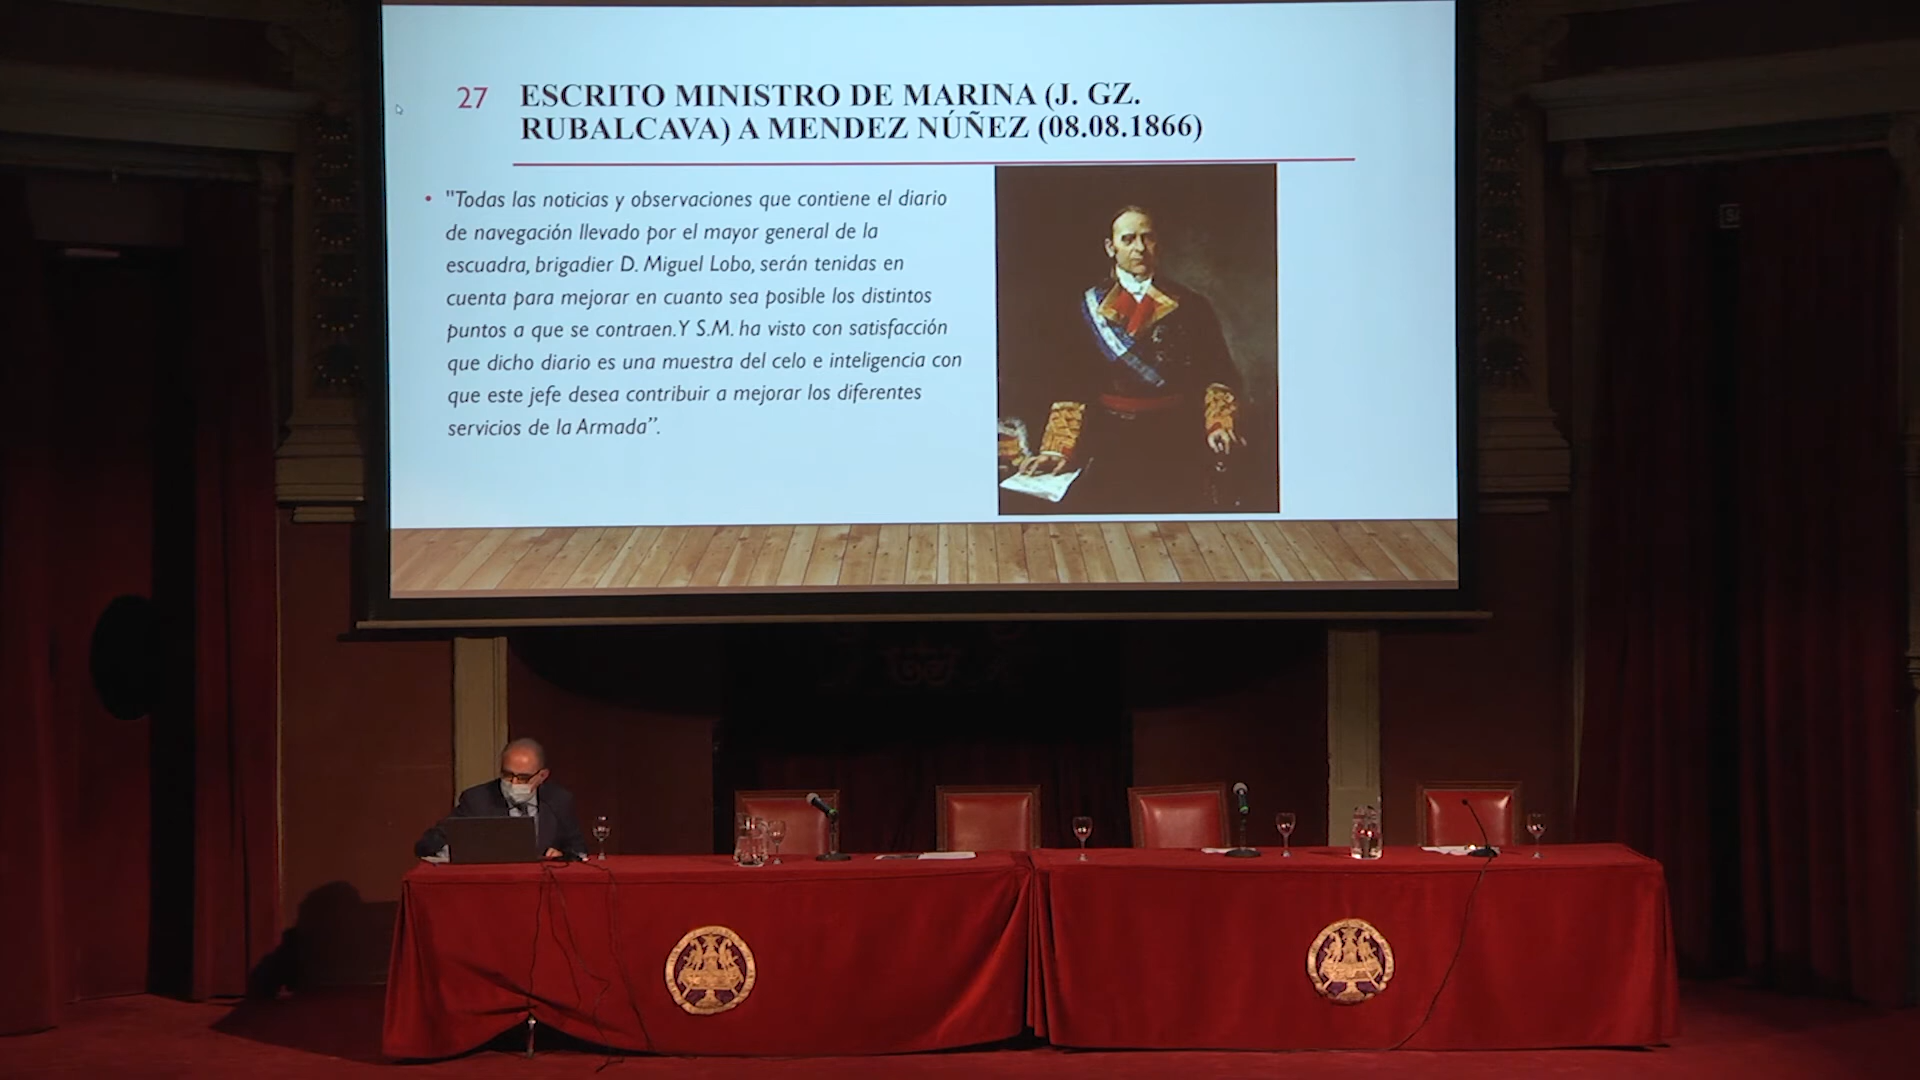 27 ESCRITO MINISTRO DE MARINA (J. GZ.
RUBALCAVA) A MENDEZ NÚÑEZ (08.08.1866)
• "Todas las noticias y observaciones que contiene el diario
de navegación llevado por el mayor general de la
escuadra, brigadier D. Miguel Lobo, serán tenidas en
cuenta para mejorar en cuanto sea posible los distintos
puntos a que se contraen. Y S.M. ha visto con satisfacción
que dicho diario es una muestra del celo e inteligencia con
que este jefe desea contribuir a mejorar los diferentes
servicios de la Armada”.